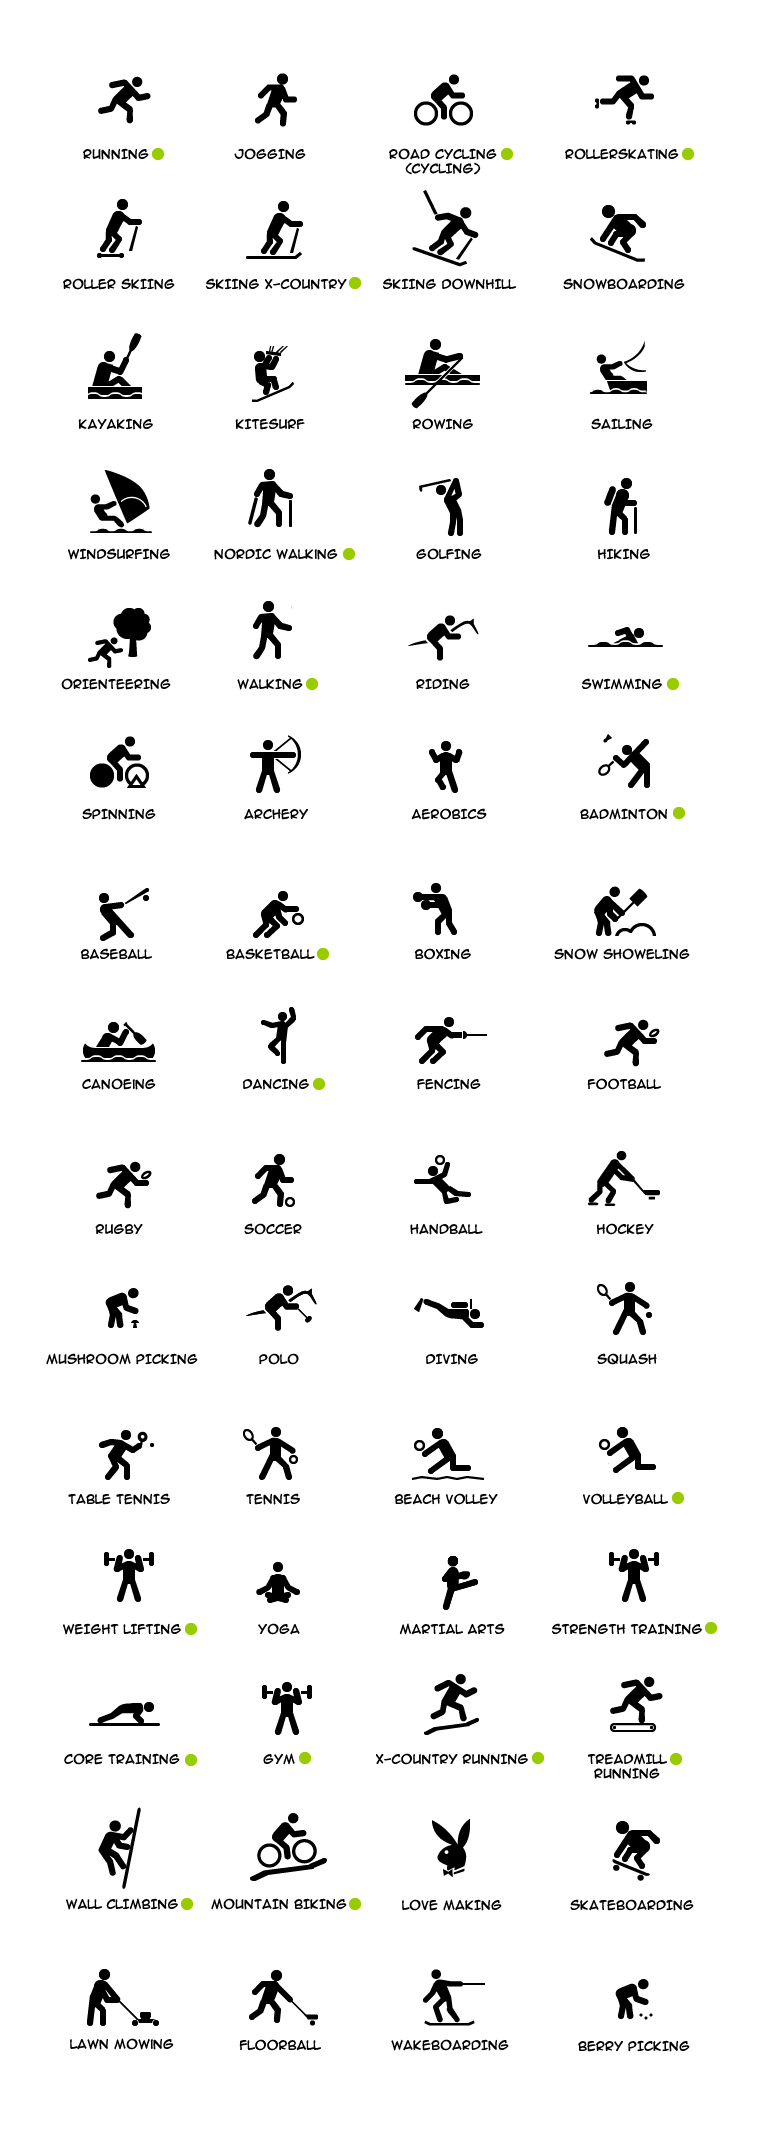 RUNNING
JOGGING
ROAD CYCLING
(CYCLING)
ROLLERSKATING
ROLLER SKIING
SKIING X-COUNTRY
SKIING DOWNHILL
SNOWBOARDING
KAYAKING
KITESURF
ROWING
SAILING
WINDSURFING
NORDIC WALKING
GOLFING
HIKING
ORIENTEERING
WALKING
RIDING
SWIMMING
SPINNING
ARCHERY
AEROBICS
BADMINTON
BASEBALL
BASKETBALL
BOXING
SNOW SHOWELING
CANOEING
DANCING
FENCING
FOOTBALL
RUGBY
SOCCER
HANDBALL
HOCKEY
MUSHROOM PICKING
POLO
DIVING
SQUASH
TABLE TENNIS
TENNIS
BEACH VOLLEY
VOLLEYBALL
WEIGHT LIFTING
YOGA
MARTIAL ARTS
STRENGTH TRAINING
CORE TRAINING
GYM
X-COUNTRY RUNNING
TREADMILL
RUNNING
WALL CLIMBING
MOUNTAIN BIKING
LOVE MAKING
SKATEBOARDING
LAWN MOWING
FLOORBALL
WAKEBOARDING
BERRY PICKING